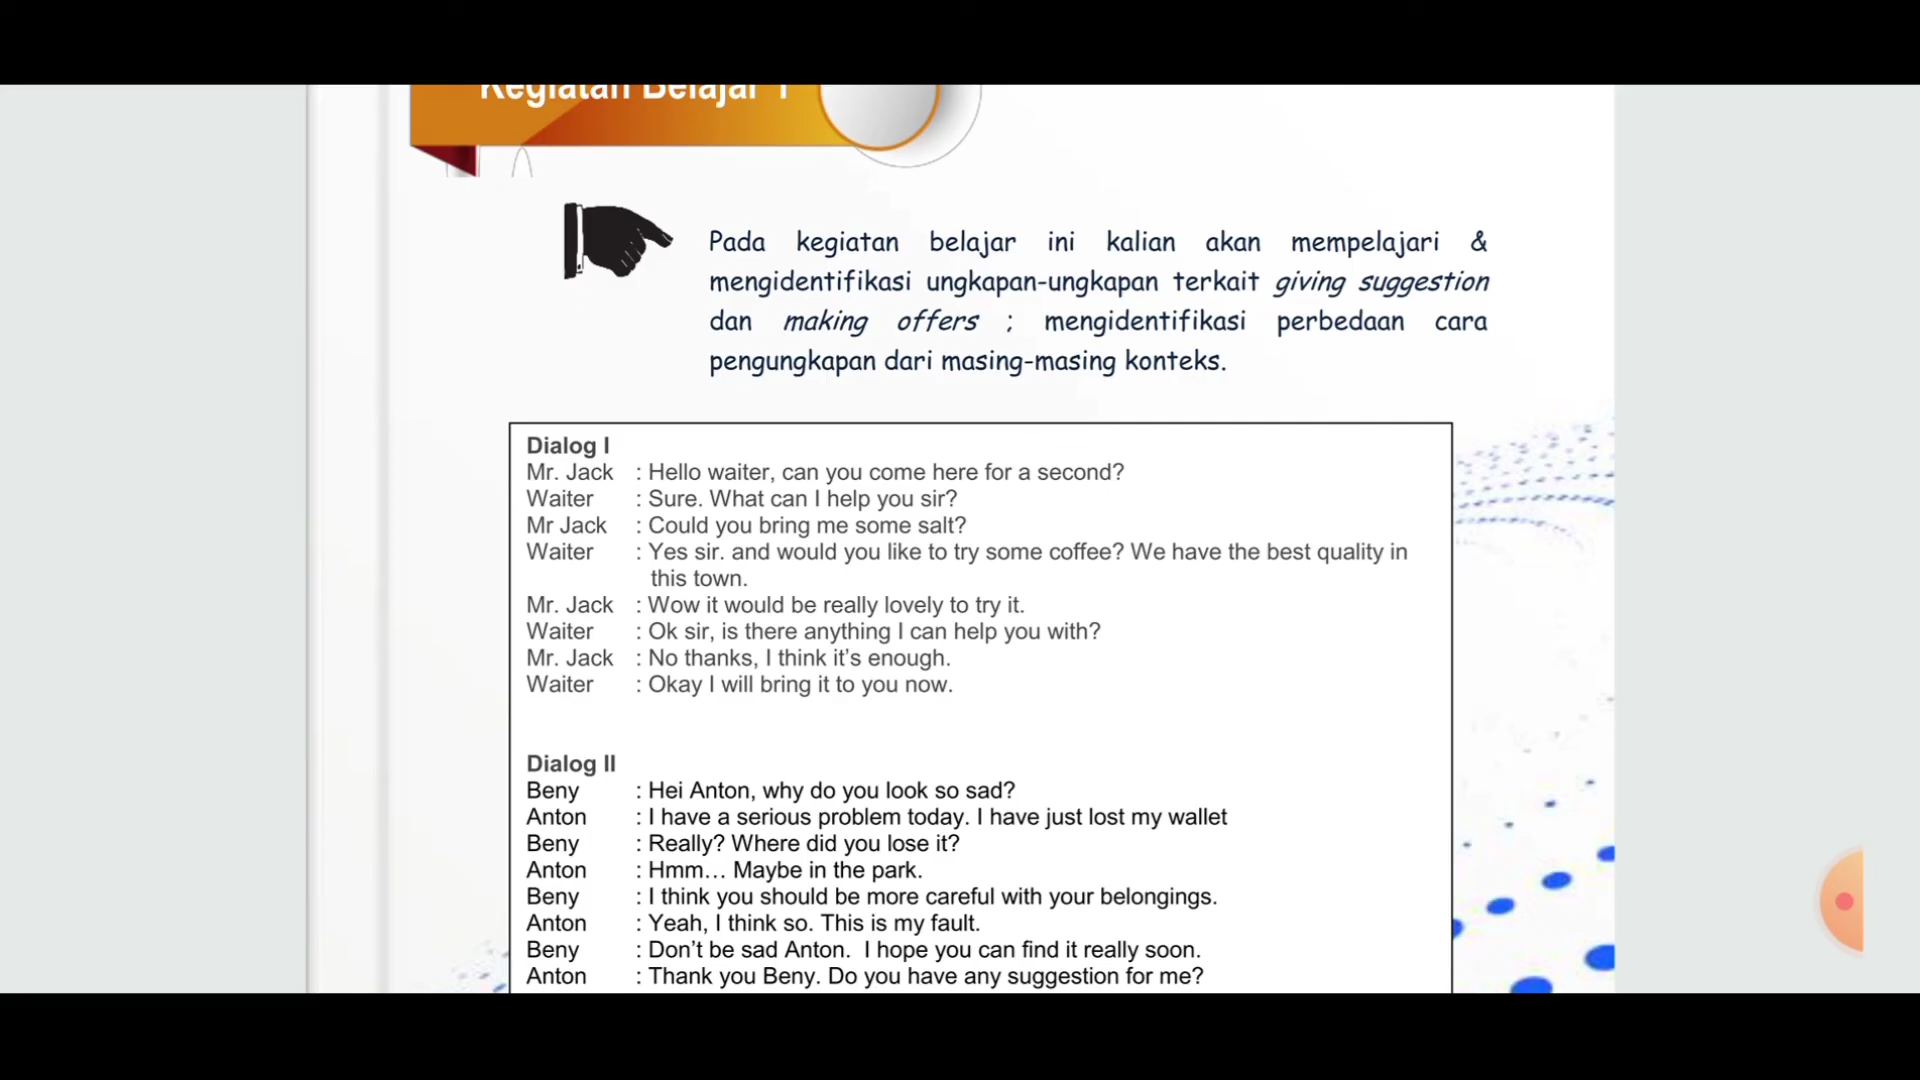 Kegiatan Belajar 1
Pada kegiatan belajar ini kalian akan mempelajari &
mengidentifikasi ungkapan-ungkapan terkait giving suggestion
dan making offers ; mengidentifikasi perbedaan cara
pengungkapan dari masing-masing konteks.
Dialog I
Mr. Jack : Hello waiter, can you come here for a second?
Waiter : Sure. What can I help you sir?
Mr Jack : Could you bring me some salt?
Waiter : Yes sir. and would you like to try some coffee? We have the best quality in
this town.
Mr. Jack : Wow it would be really lovely to try it.
Waiter : Ok sir, is there anything I can help you with?
Mr. Jack : No thanks, I think it’s enough.
Waiter : Okay I will bring it to you now.
Dialog II
Beny : Hei Anton, why do you look so sad?
Anton : I have a serious problem today. I have just lost my wallet
Beny : Really? Where did you lose it?
Anton : Hmm… Maybe in the park.
Beny : I think you should be more careful with your belongings.
Anton : Yeah, I think so. This is my fault.
Beny : Don’t be sad Anton. I hope you can find it really soon.
Anton : Thank you Beny. Do you have any suggestion for me?